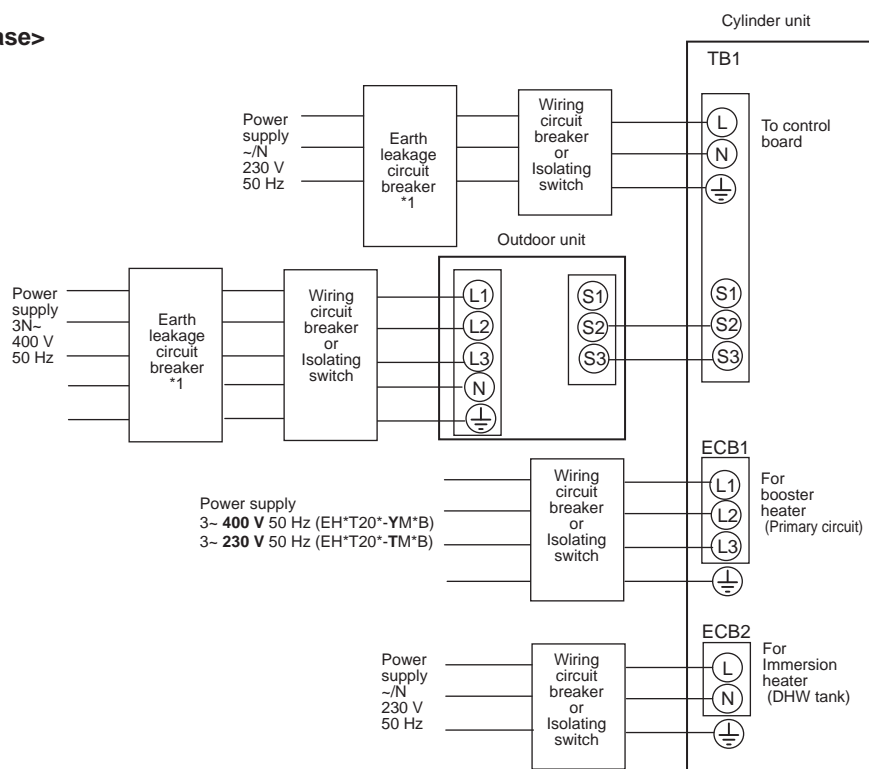 Cylinder unit
ase>
TB1
Power
supply
~/N
230 V
50 Hz
Earth
leakage
circuit
breaker
*1
Wiring
circuit
breaker
or
Isolating
switch
L
N
To control
board
Outdoor unit
Power
supply
3N~
400 V
50 Hz
Earth
leakage
circuit
breaker
*1
Wiring
circuit
breaker
or
Isolating
switch
L1
L2
L3
N
S1
S2
S3
S1
S2
S3
ECB1
Power supply
3~ 400 V 50 Hz (EH*T20*-YM*B)
3~ 230 V 50 Hz (EH*T20*-TM*B)
Wiring
circuit
breaker
or
Isolating
switch
L1
L2
L3
For
booster
heater
(Primary circuit)
ECB2
Power
supply
~/N
230 V
50 Hz
Wiring
circuit
breaker
or
Isolating
switch
L
N
For
Immersion
heater
(DHW tank)